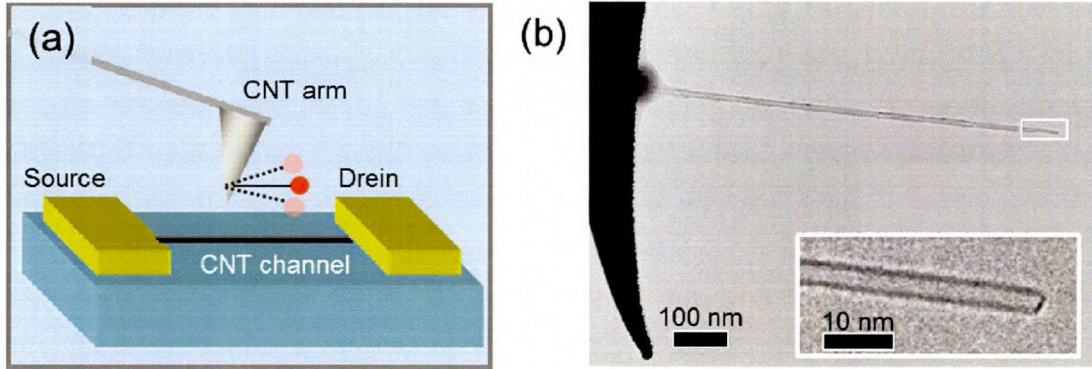 (a)
CNT arm
Source
Drein
CNT channel
(b)
100 nm
10 nm